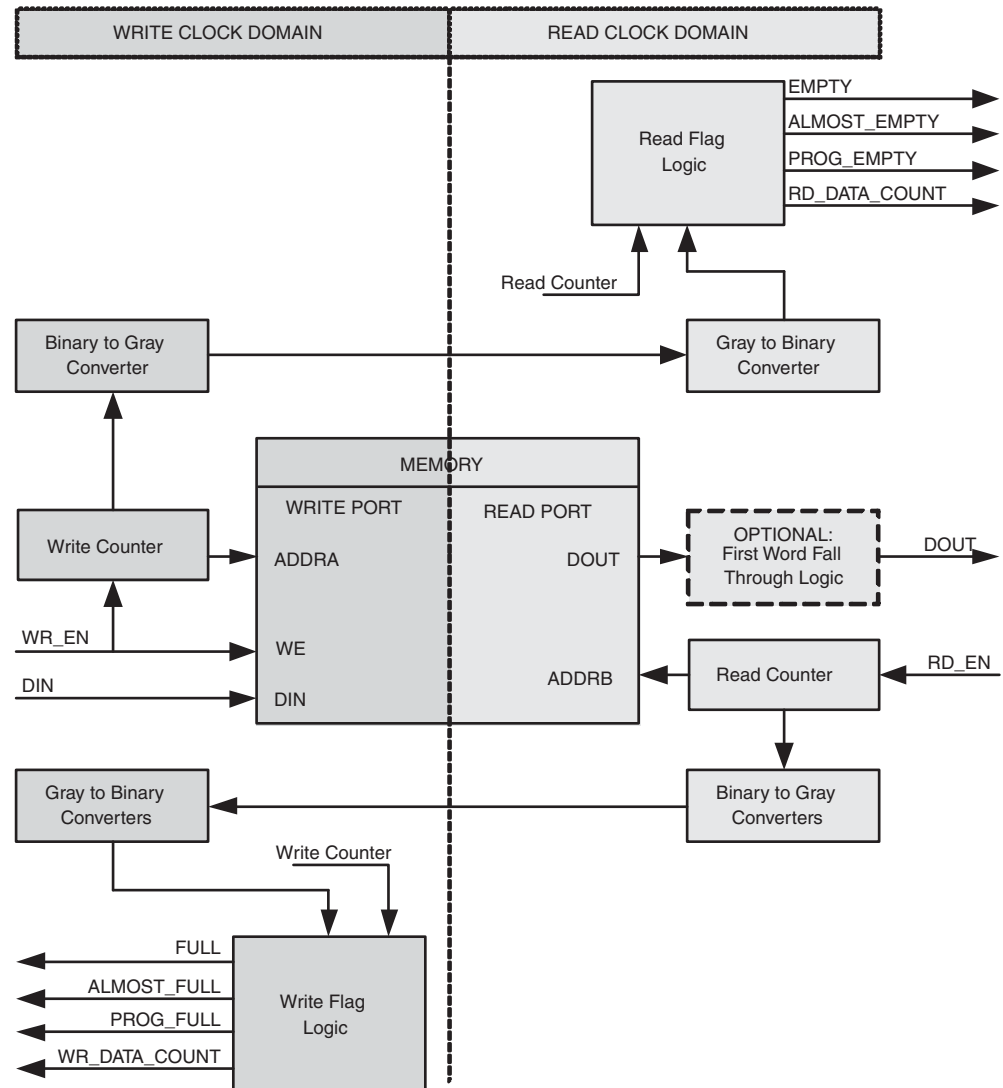 WRITE CLOCK DOMAIN
READ CLOCK DOMAIN
Read Flag
Logic
EMPTY
ALMOST_EMPTY
PROG_EMPTY
RD_DATA_COUNT
Read Counter
Binary to Gray
Converter
Gray to Binary
Converter
MEMORY
WRITE PORT
READ PORT
Write Counter
ADDRA
DOUT
OPTIONAL:
First Word Fall
Through Logic
DOUT
WR_EN
WE
DIN
DIN
ADDRB
Read Counter
RD_EN
Gray to Binary
Converters
Binary to Gray
Converters
Write Counter
FULL
ALMOST_FULL
PROG_FULL
WR_DATA_COUNT
Write Flag
Logic